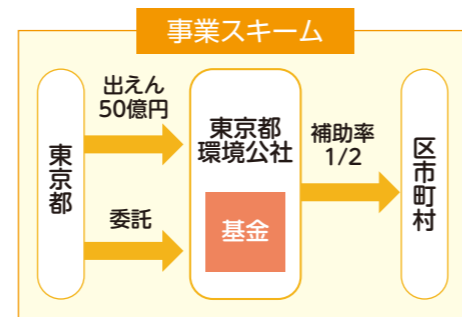 事業スキーム
東京都
出えん
50億円
委託
東京都
環境公社
基金
補助率
1/2
区市町村